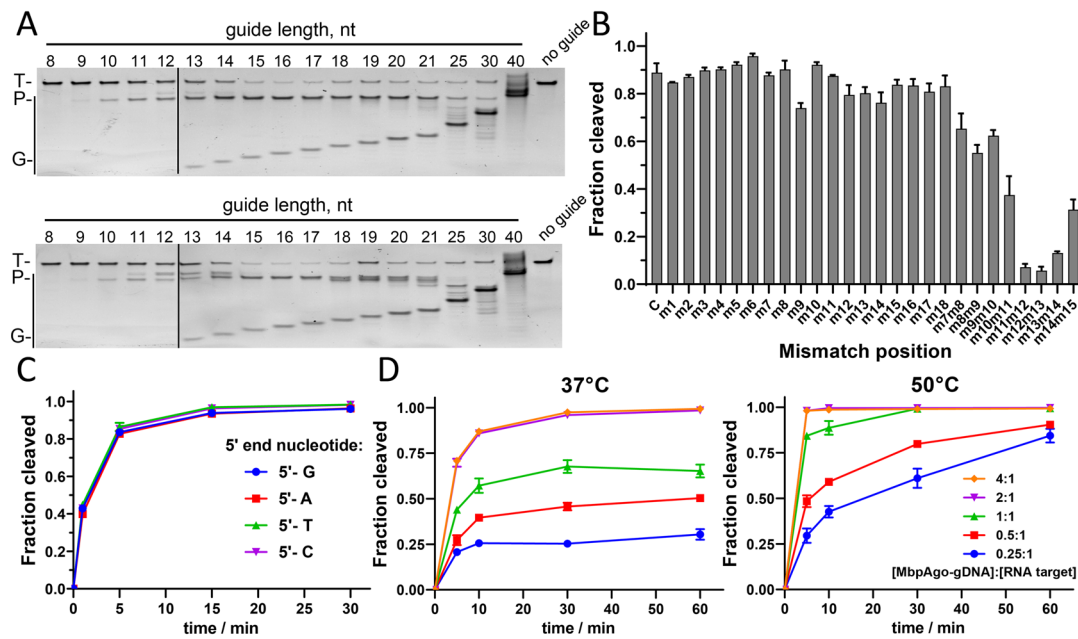 A
guide length, nt
8 9 10 11 12 13 14 15 16 17 18 19 20 21 25 30 40 no guide
T-
P-
G-
guide length, nt
8 9 10 11 12 13 14 15 16 17 18 19 20 21 25 30 40 no guide
T-
P-
G-
B
Fraction cleaved
1.0
0.8
0.6
0.4
0.2
0.0
C m1 m2 m3 m4 m5 m6 m7 m8 m9 m10 m11 m12 m13 m14 m15 m16 m17 m18 m7m8 m8m9 m9m10 m10m11 m11m12 m12m13 m13m14 m14m15
Mismatch position
C
Fraction cleaved
1.0
0.8
0.6
0.4
0.2
0.0
5' end nucleotide:
5'- G
5'- A
5'- T
5'- C
0 5 10 15 20 25 30
time / min
D
37°C
Fraction cleaved
1.00
0.75
0.50
0.25
0.00
0 10 20 30 40 50 60
time / min
50°C
1.00
0.75
0.50
0.25
0.00
4:1
2:1
1:1
0.5:1
0.25:1
[MbpAgo-gDNA]:[RNA target]
0 10 20 30 40 50 60
time / min